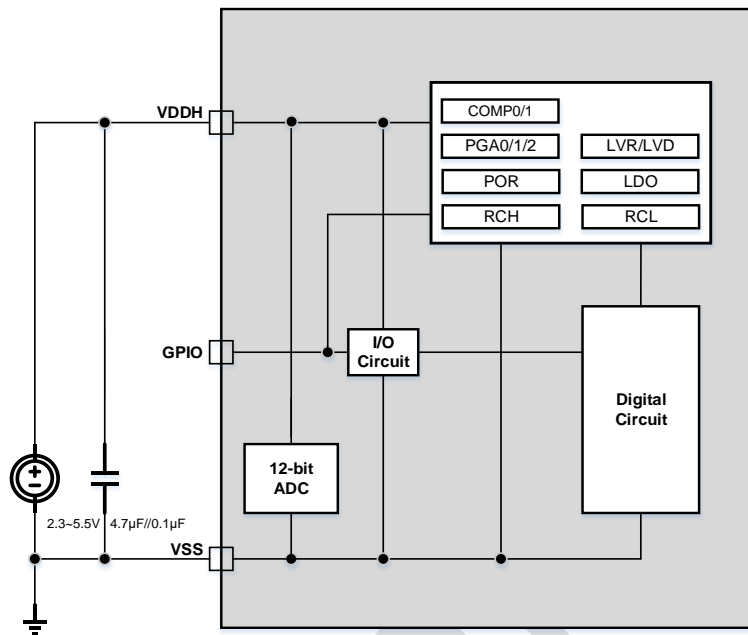 VDDH
COMP0/1
PGA0/1/2
LVR/LVD
POR
LDO
RCH
RCL
GPIO
I/O
Circuit
Digital
Circuit
12-bit
ADC
2.3~5.5V
4.7µF//0.1µF
VSS